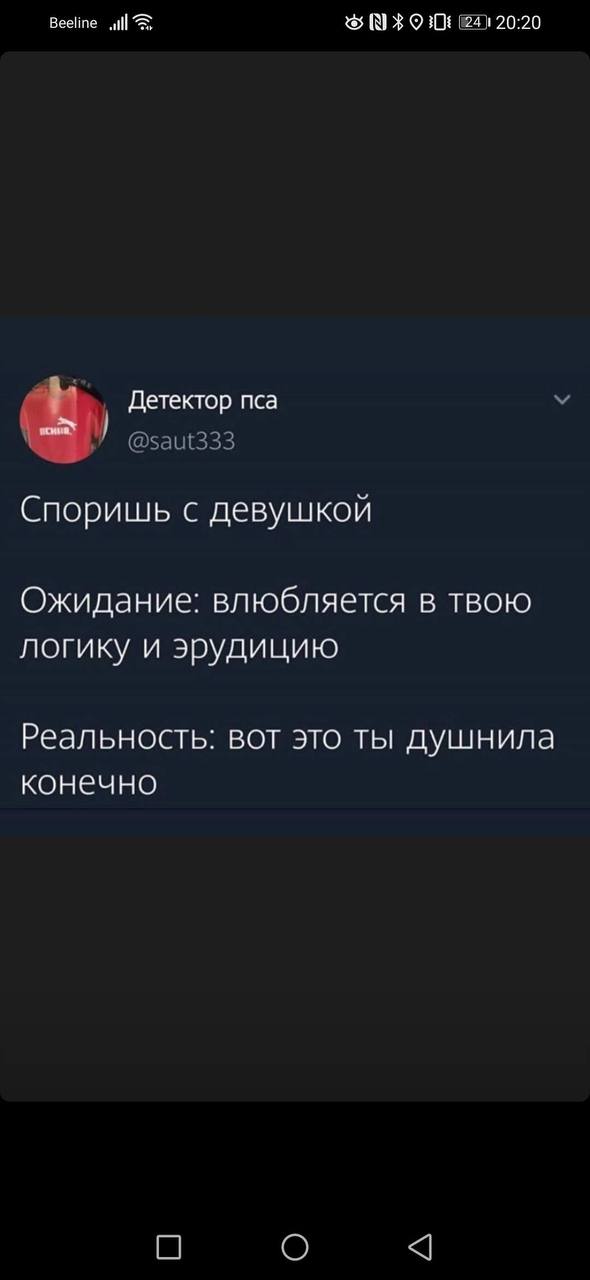 Beeline
24 20:20
Детектор пса
@saut333
Споришь с девушкой
Ожидание: влюбляется в твою
логику и эрудицию
Реальность: вот это ты душнила
конечно